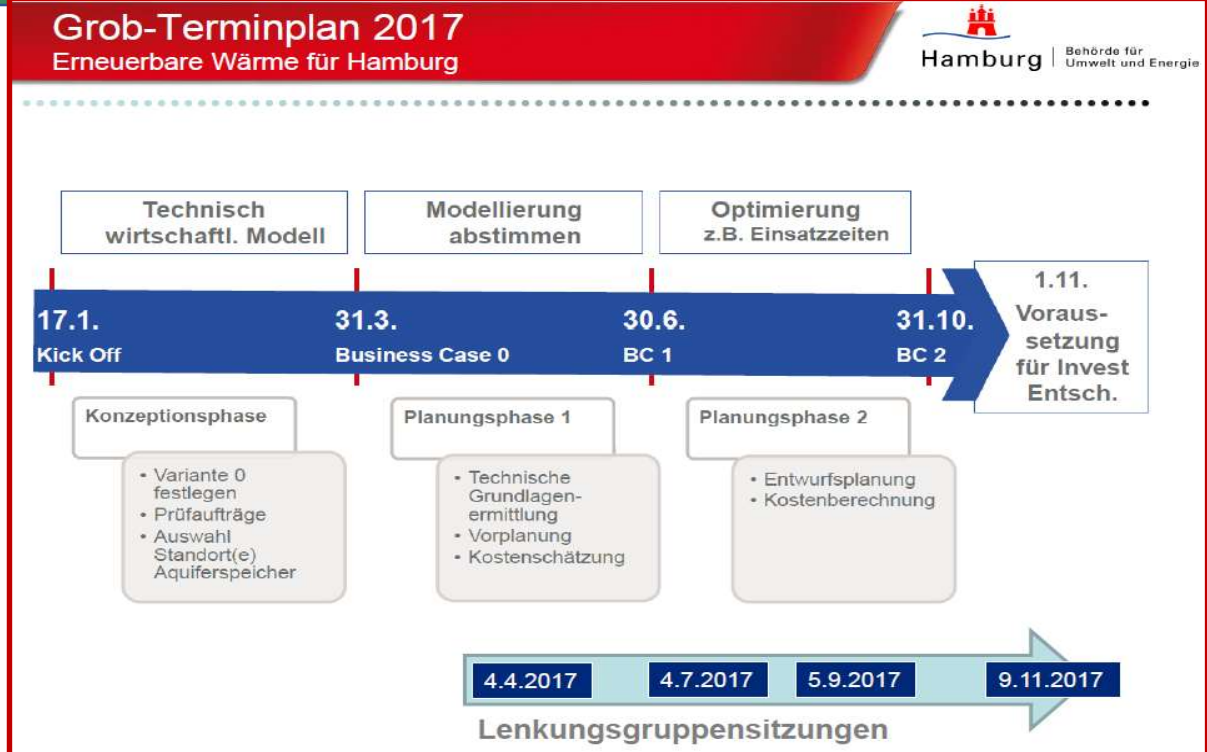 Grob-Terminplan 2017
Erneuerbare Wärme für Hamburg
Hamburg
Behörde für
Umwelt und Energie
Technisch
wirtschaftl. Modell
Modellierung
abstimmen
Optimierung
z.B. Einsatzzeiten
17.1.
Kick Off
31.3.
Business Case 0
30.6.
BC 1
31.10.
BC 2
1.11.
Voraus-
setzung
für Invest
Entsch.
Konzeptionsphase
• Variante 0
festlegen
• Prüfaufträge
• Auswahl
Standort(e)
Aquiferspeicher
Planungsphase 1
• Technische
Grundlagen-
ermittlung
• Vorplanung
• Kostenschätzung
Planungsphase 2
• Entwurfsplanung
• Kostenberechnung
4.4.2017
4.7.2017
5.9.2017
9.11.2017
Lenkungsgruppensitzungen